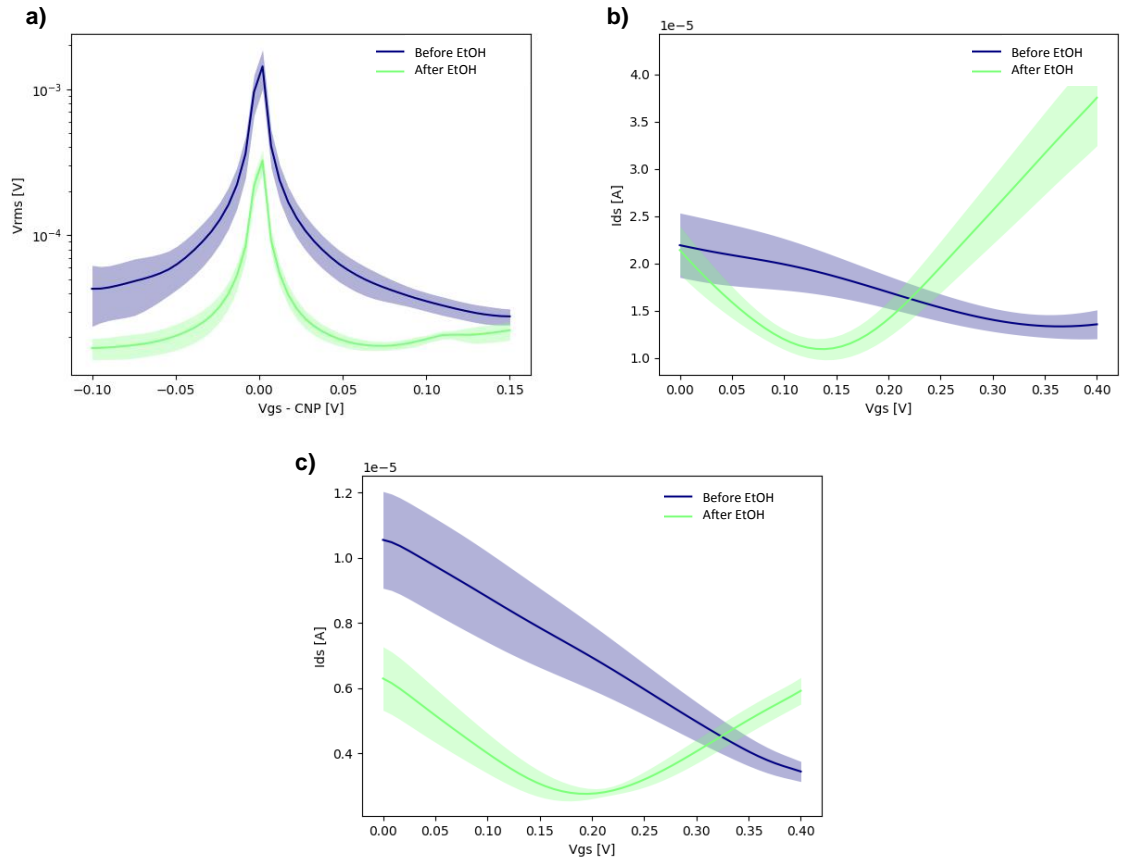 a)
Before EtOH
After EtOH
10⁻³
10⁻⁴
Vrms [V]
−0.10 −0.05 0.00 0.05 0.10 0.15
Vgs - CNP [V]
b)
1e−5
Before EtOH
After EtOH
4.0
3.5
3.0
2.5
2.0
1.5
1.0
Ids [A]
0.00 0.05 0.10 0.15 0.20 0.25 0.30 0.35 0.40
Vgs [V]
c)
1e−5
Before EtOH
After EtOH
1.2
1.0
0.8
0.6
0.4
Ids [A]
0.00 0.05 0.10 0.15 0.20 0.25 0.30 0.35 0.40
Vgs [V]